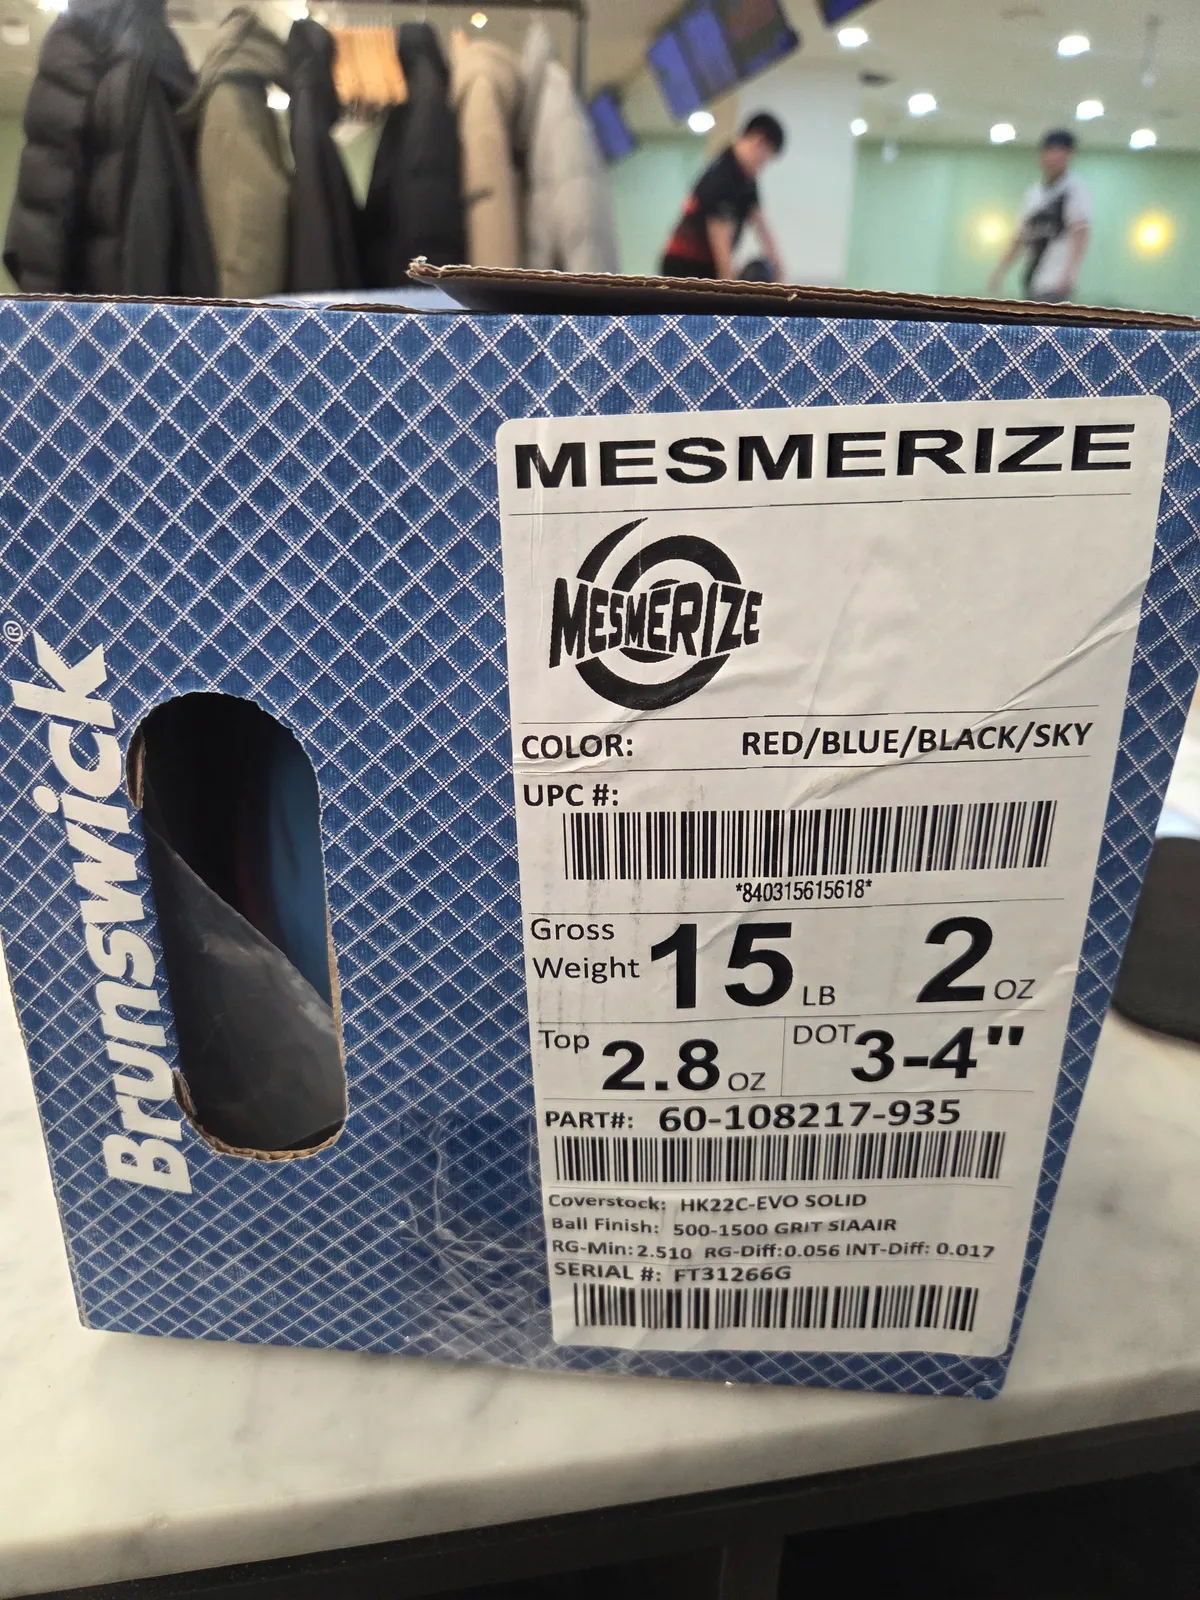 Brunswick®
MESMERIZE
MESMERIZE
COLOR: RED/BLUE/BLACK/SKY
UPC #:
*840315615618*
Gross Weight 15 LB 2 OZ
Top 2.8 OZ DOT 3-4"
PART#: 60-108217-935
Coverstock: HK22C-EVO SOLID
Ball Finish: 500-1500 GRIT SIAAIR
RG-Min: 2.510 RG-Diff: 0.056 INT-Diff: 0.017
SERIAL #: FT31266G